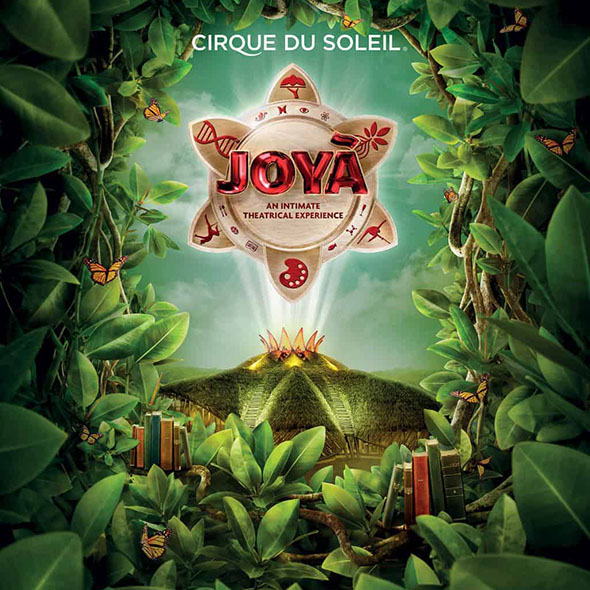 CIRQUE DU SOLEIL®
JOYÀ
AN INTIMATE
THEATRICAL EXPERIENCE